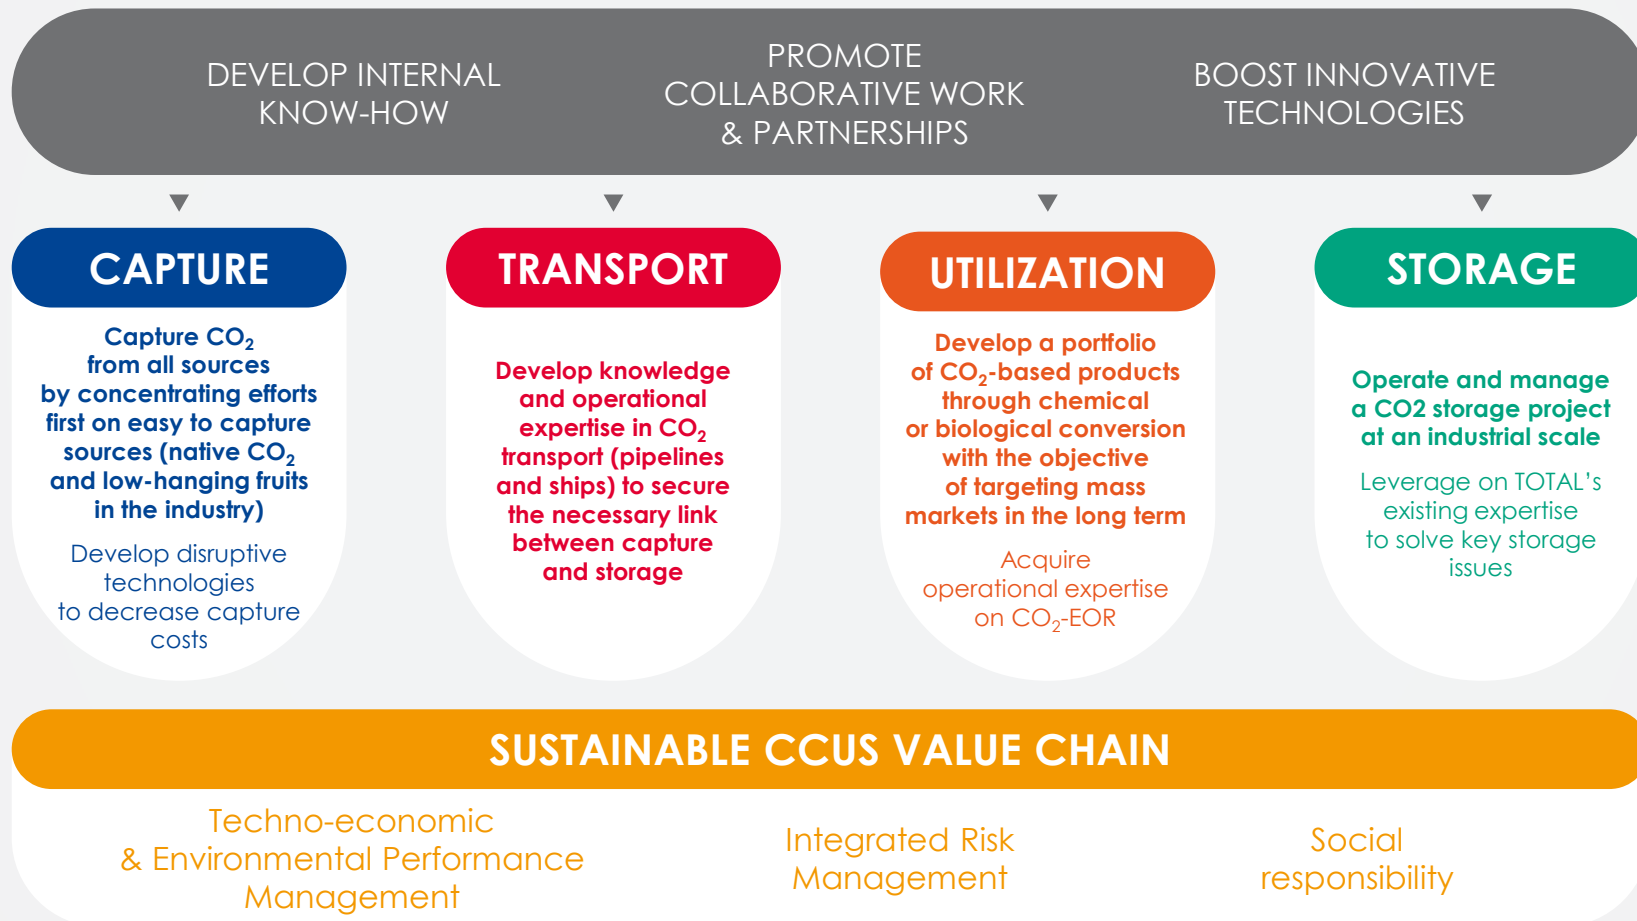 DEVELOP INTERNAL
KNOW-HOW
PROMOTE
COLLABORATIVE WORK
& PARTNERSHIPS
BOOST INNOVATIVE
TECHNOLOGIES
CAPTURE
Capture CO₂
from all sources
by concentrating efforts
first on easy to capture
sources (native CO₂
and low-hanging fruits
in the industry)
Develop disruptive
technologies
to decrease capture
costs
TRANSPORT
Develop knowledge
and operational
expertise in CO₂
transport (pipelines
and ships) to secure
the necessary link
between capture
and storage
UTILIZATION
Develop a portfolio
of CO₂-based products
through chemical
or biological conversion
with the objective
of targeting mass
markets in the long term
Acquire
operational expertise
on CO₂-EOR
STORAGE
Operate and manage
a CO2 storage project
at an industrial scale
Leverage on TOTAL’s
existing expertise
to solve key storage
issues
SUSTAINABLE CCUS VALUE CHAIN
Techno-economic
& Environmental Performance
Management
Integrated Risk
Management
Social
responsibility